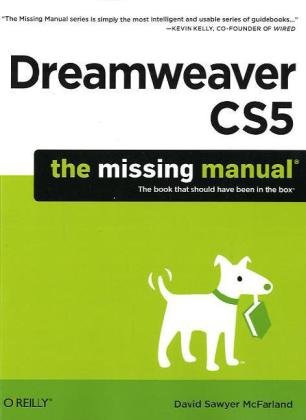 "The Missing Manual series is simply the most intelligent and usable series of guidebooks..."
—KEVIN KELLY, CO-FOUNDER OF WIRED
Dreamweaver
CS5
the missing manual®
The book that should have been in the box®
O'REILLY®
David Sawyer McFarland